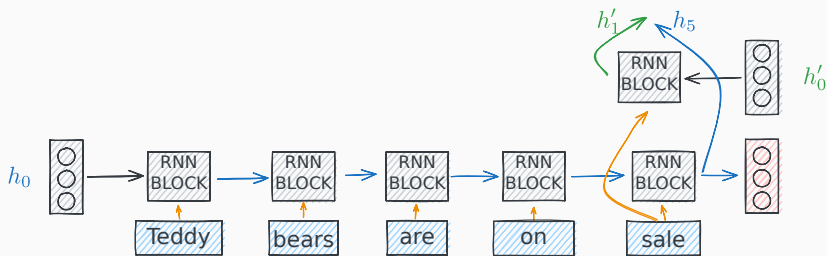 h′₁
h₅
RNN
BLOCK
h′₀
h₀
RNN
BLOCK
RNN
BLOCK
RNN
BLOCK
RNN
BLOCK
RNN
BLOCK
Teddy
bears
are
on
sale